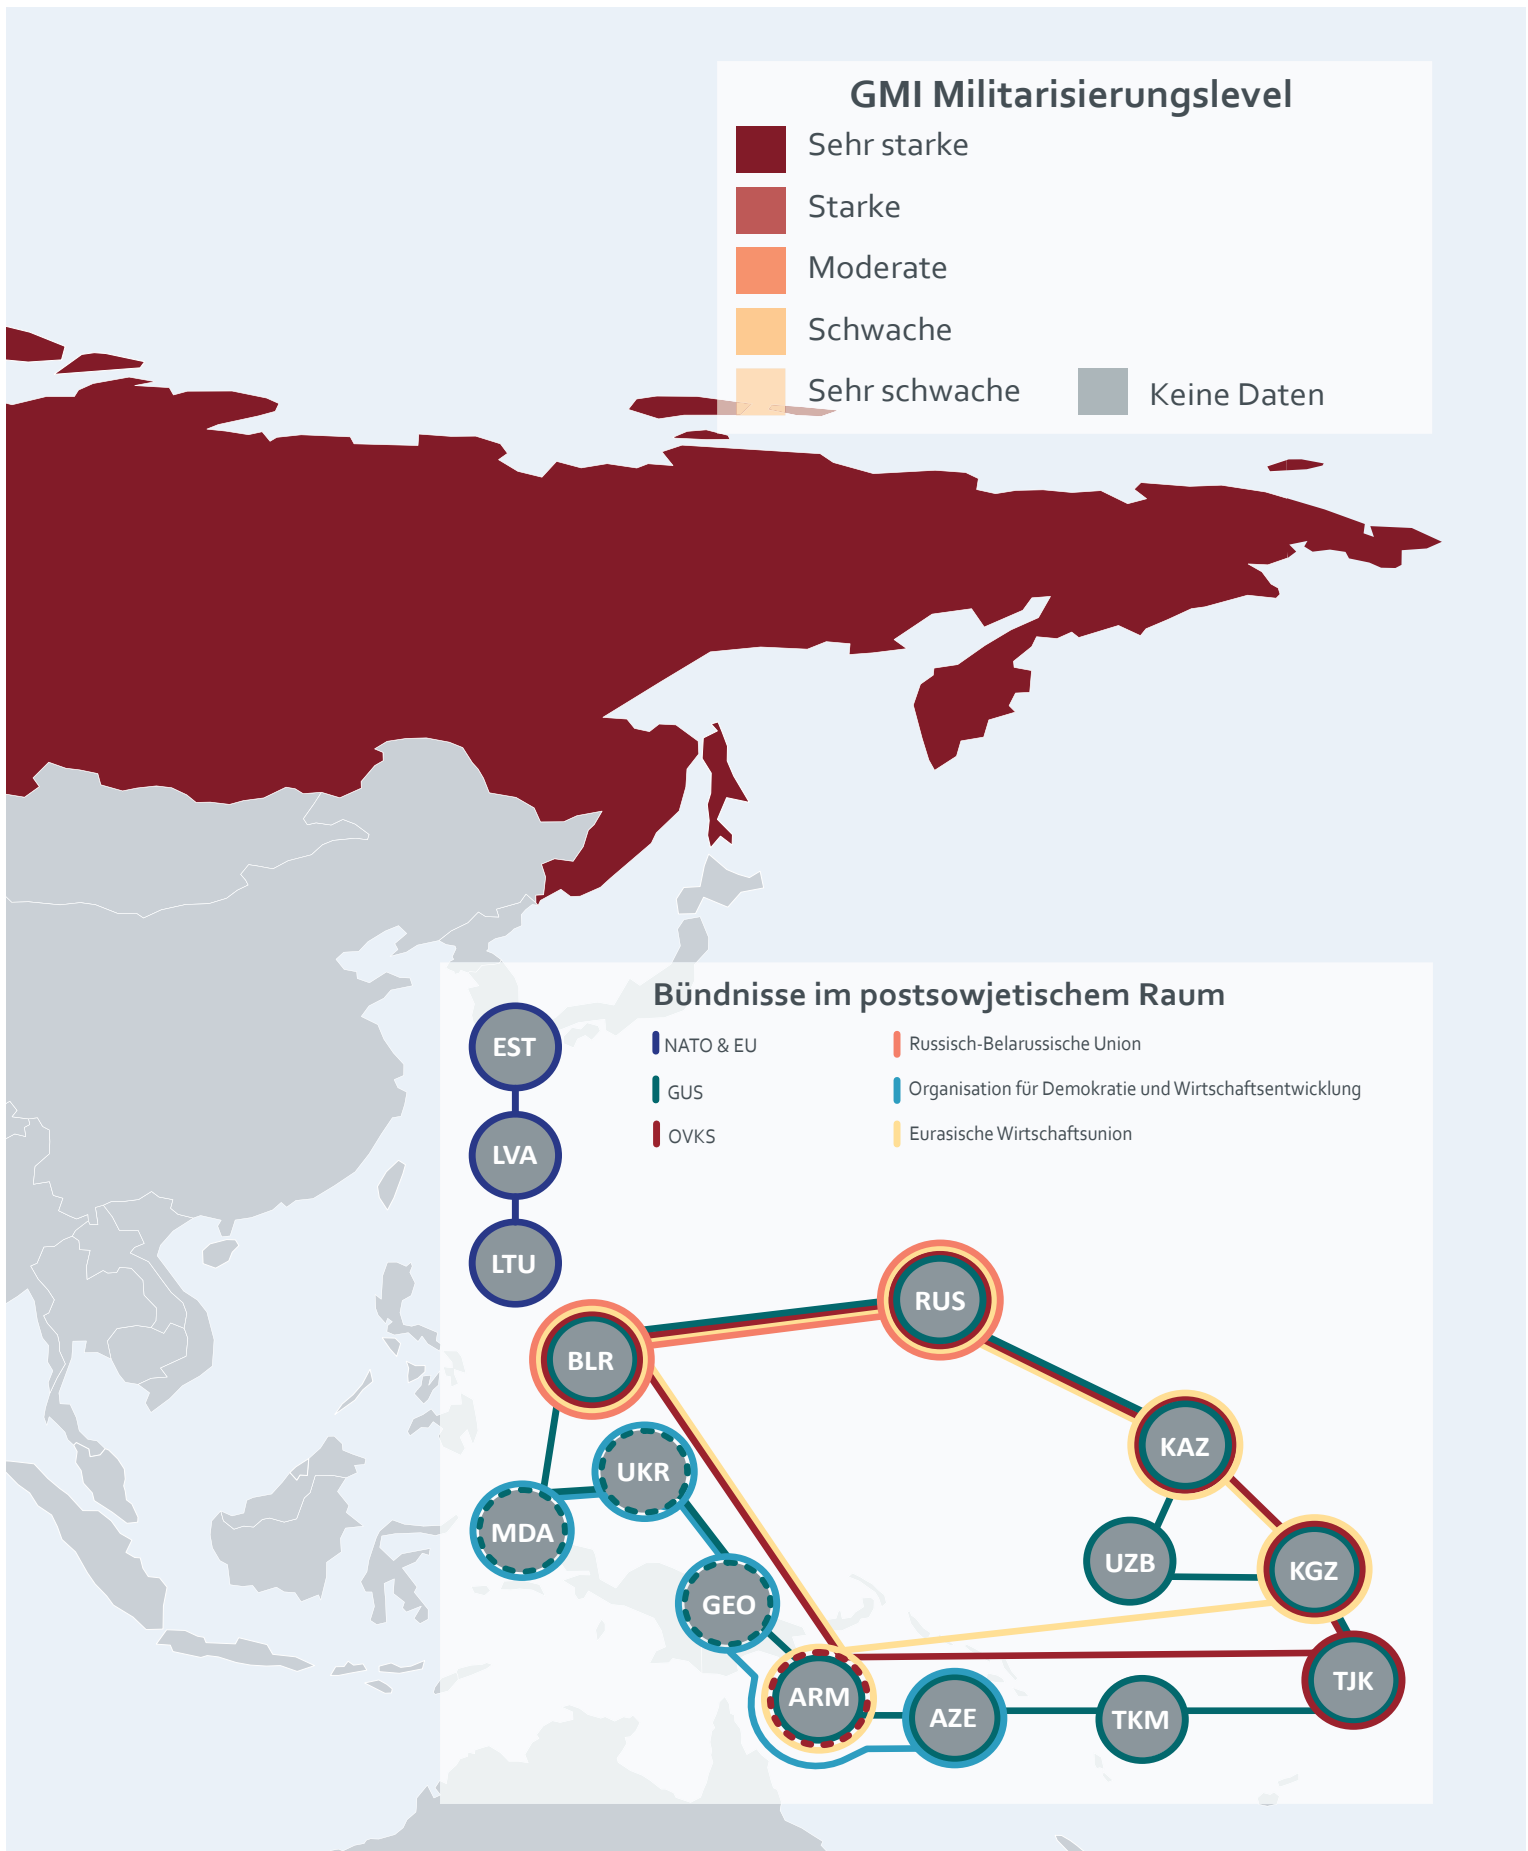 GMI Militarisierungslevel
Sehr starke
Starke
Moderate
Schwache
Sehr schwache
Keine Daten
Bündnisse im postsowjetischem Raum
NATO & EU
GUS
OVKS
Russisch-Belarussische Union
Organisation für Demokratie und Wirtschaftsentwicklung
Eurasische Wirtschaftsunion
EST
LVA
LTU
RUS
BLR
KAZ
UKR
MDA
UZB
KGZ
GEO
TJK
ARM
AZE
TKM